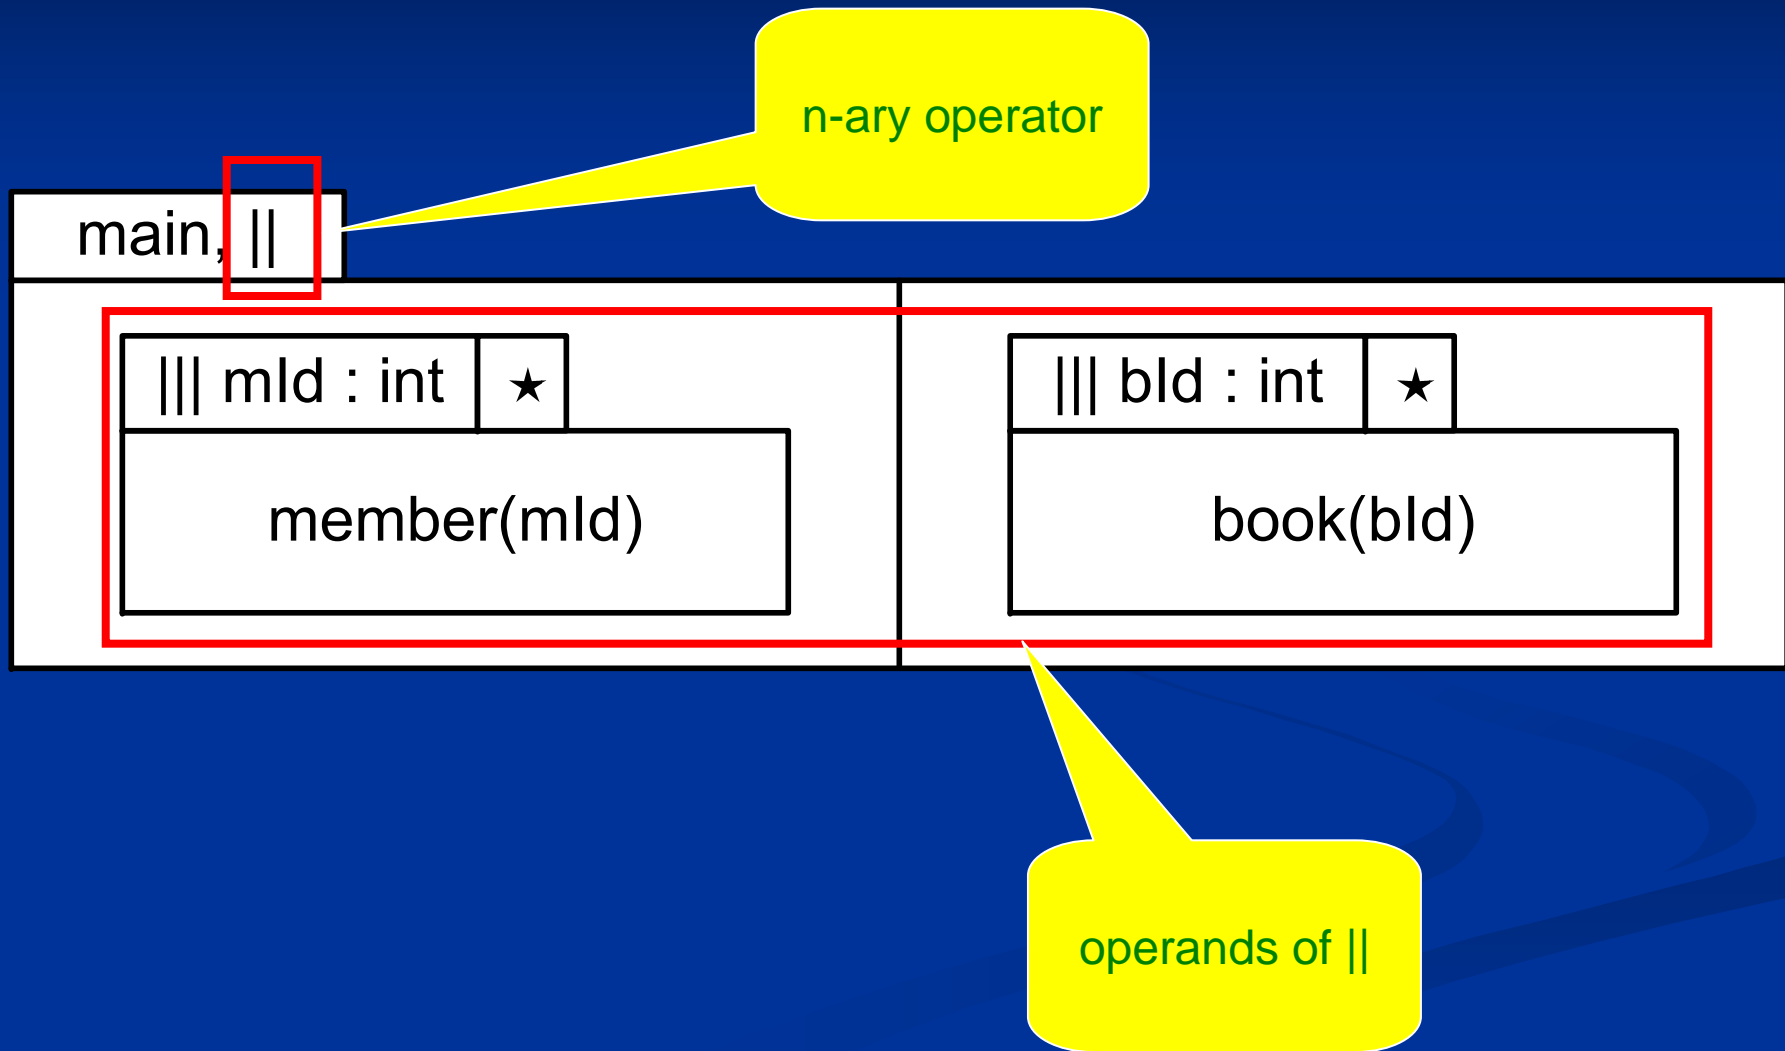 n-ary operator
main, ||
||| mId : int ★
||| bId : int ★
member(mId)
book(bId)
operands of ||